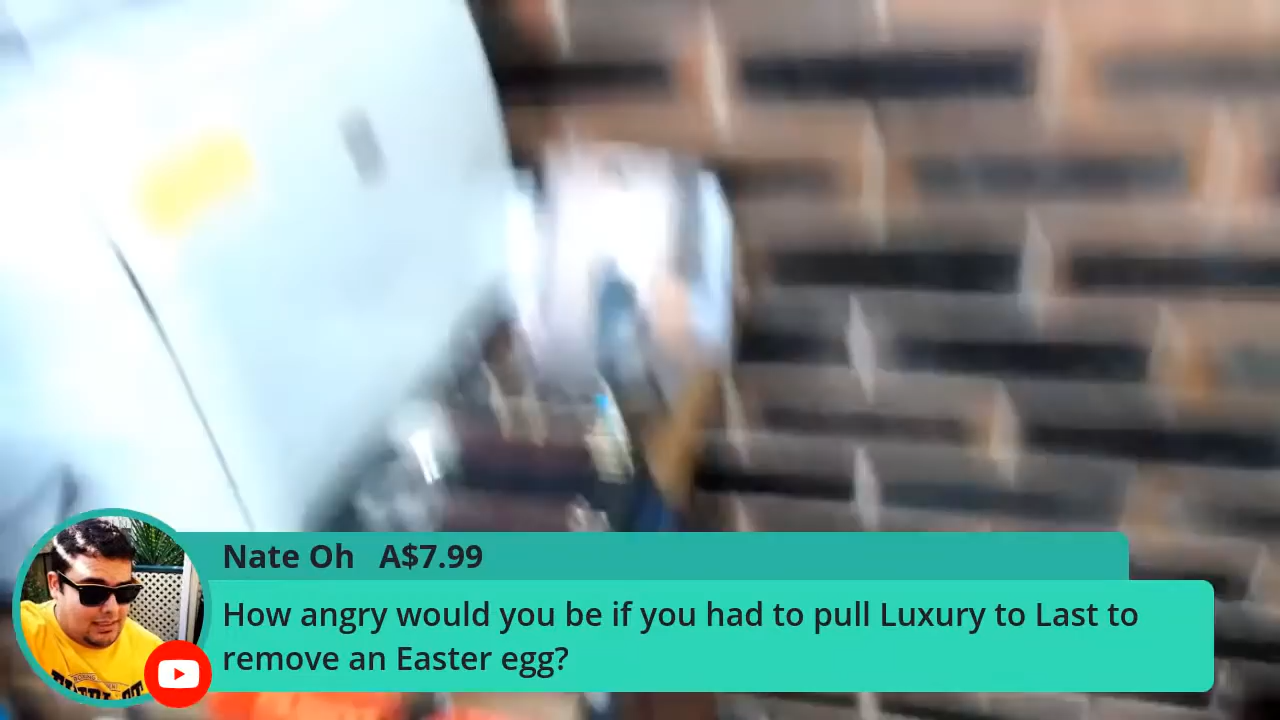 Nate Oh A$7.99
How angry would you be if you had to pull Luxury to Last to
remove an Easter egg?